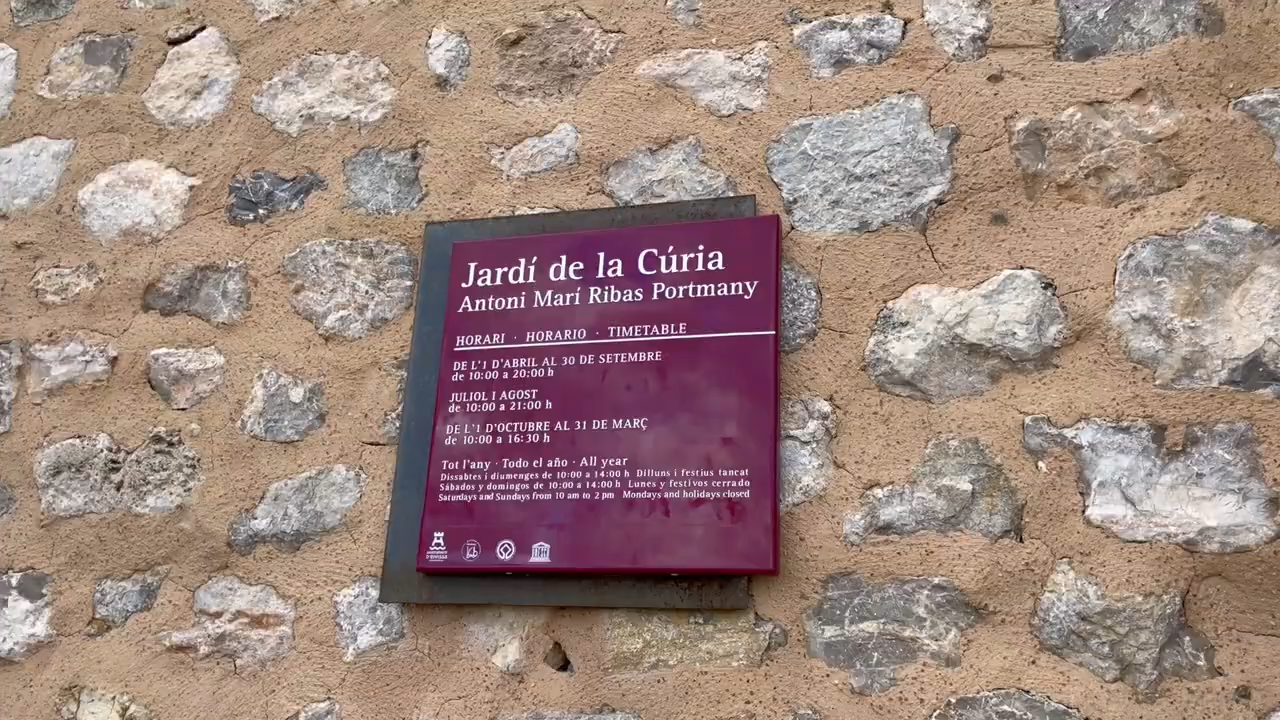 Jardí de la Cúria
Antoni Marí Ribas Portmany
HORARI · HORARIO · TIMETABLE
DE L'1 D'ABRIL AL 30 DE SETEMBRE
de 10:00 a 20:00 h
JULIOL I AGOST
de 10:00 a 21:00 h
DE L'1 D'OCTUBRE AL 31 DE MARÇ
de 10:00 a 16:30 h
Tot l'any · Todo el año · All year
Dissabtes i diumenges de 10:00 a 14:00 h Dilluns i festius tancat
Sábados y domingos de 10:00 a 14:00 h Lunes y festivos cerrado
Saturdays and Sundays from 10 am to 2 pm Mondays and holidays closed